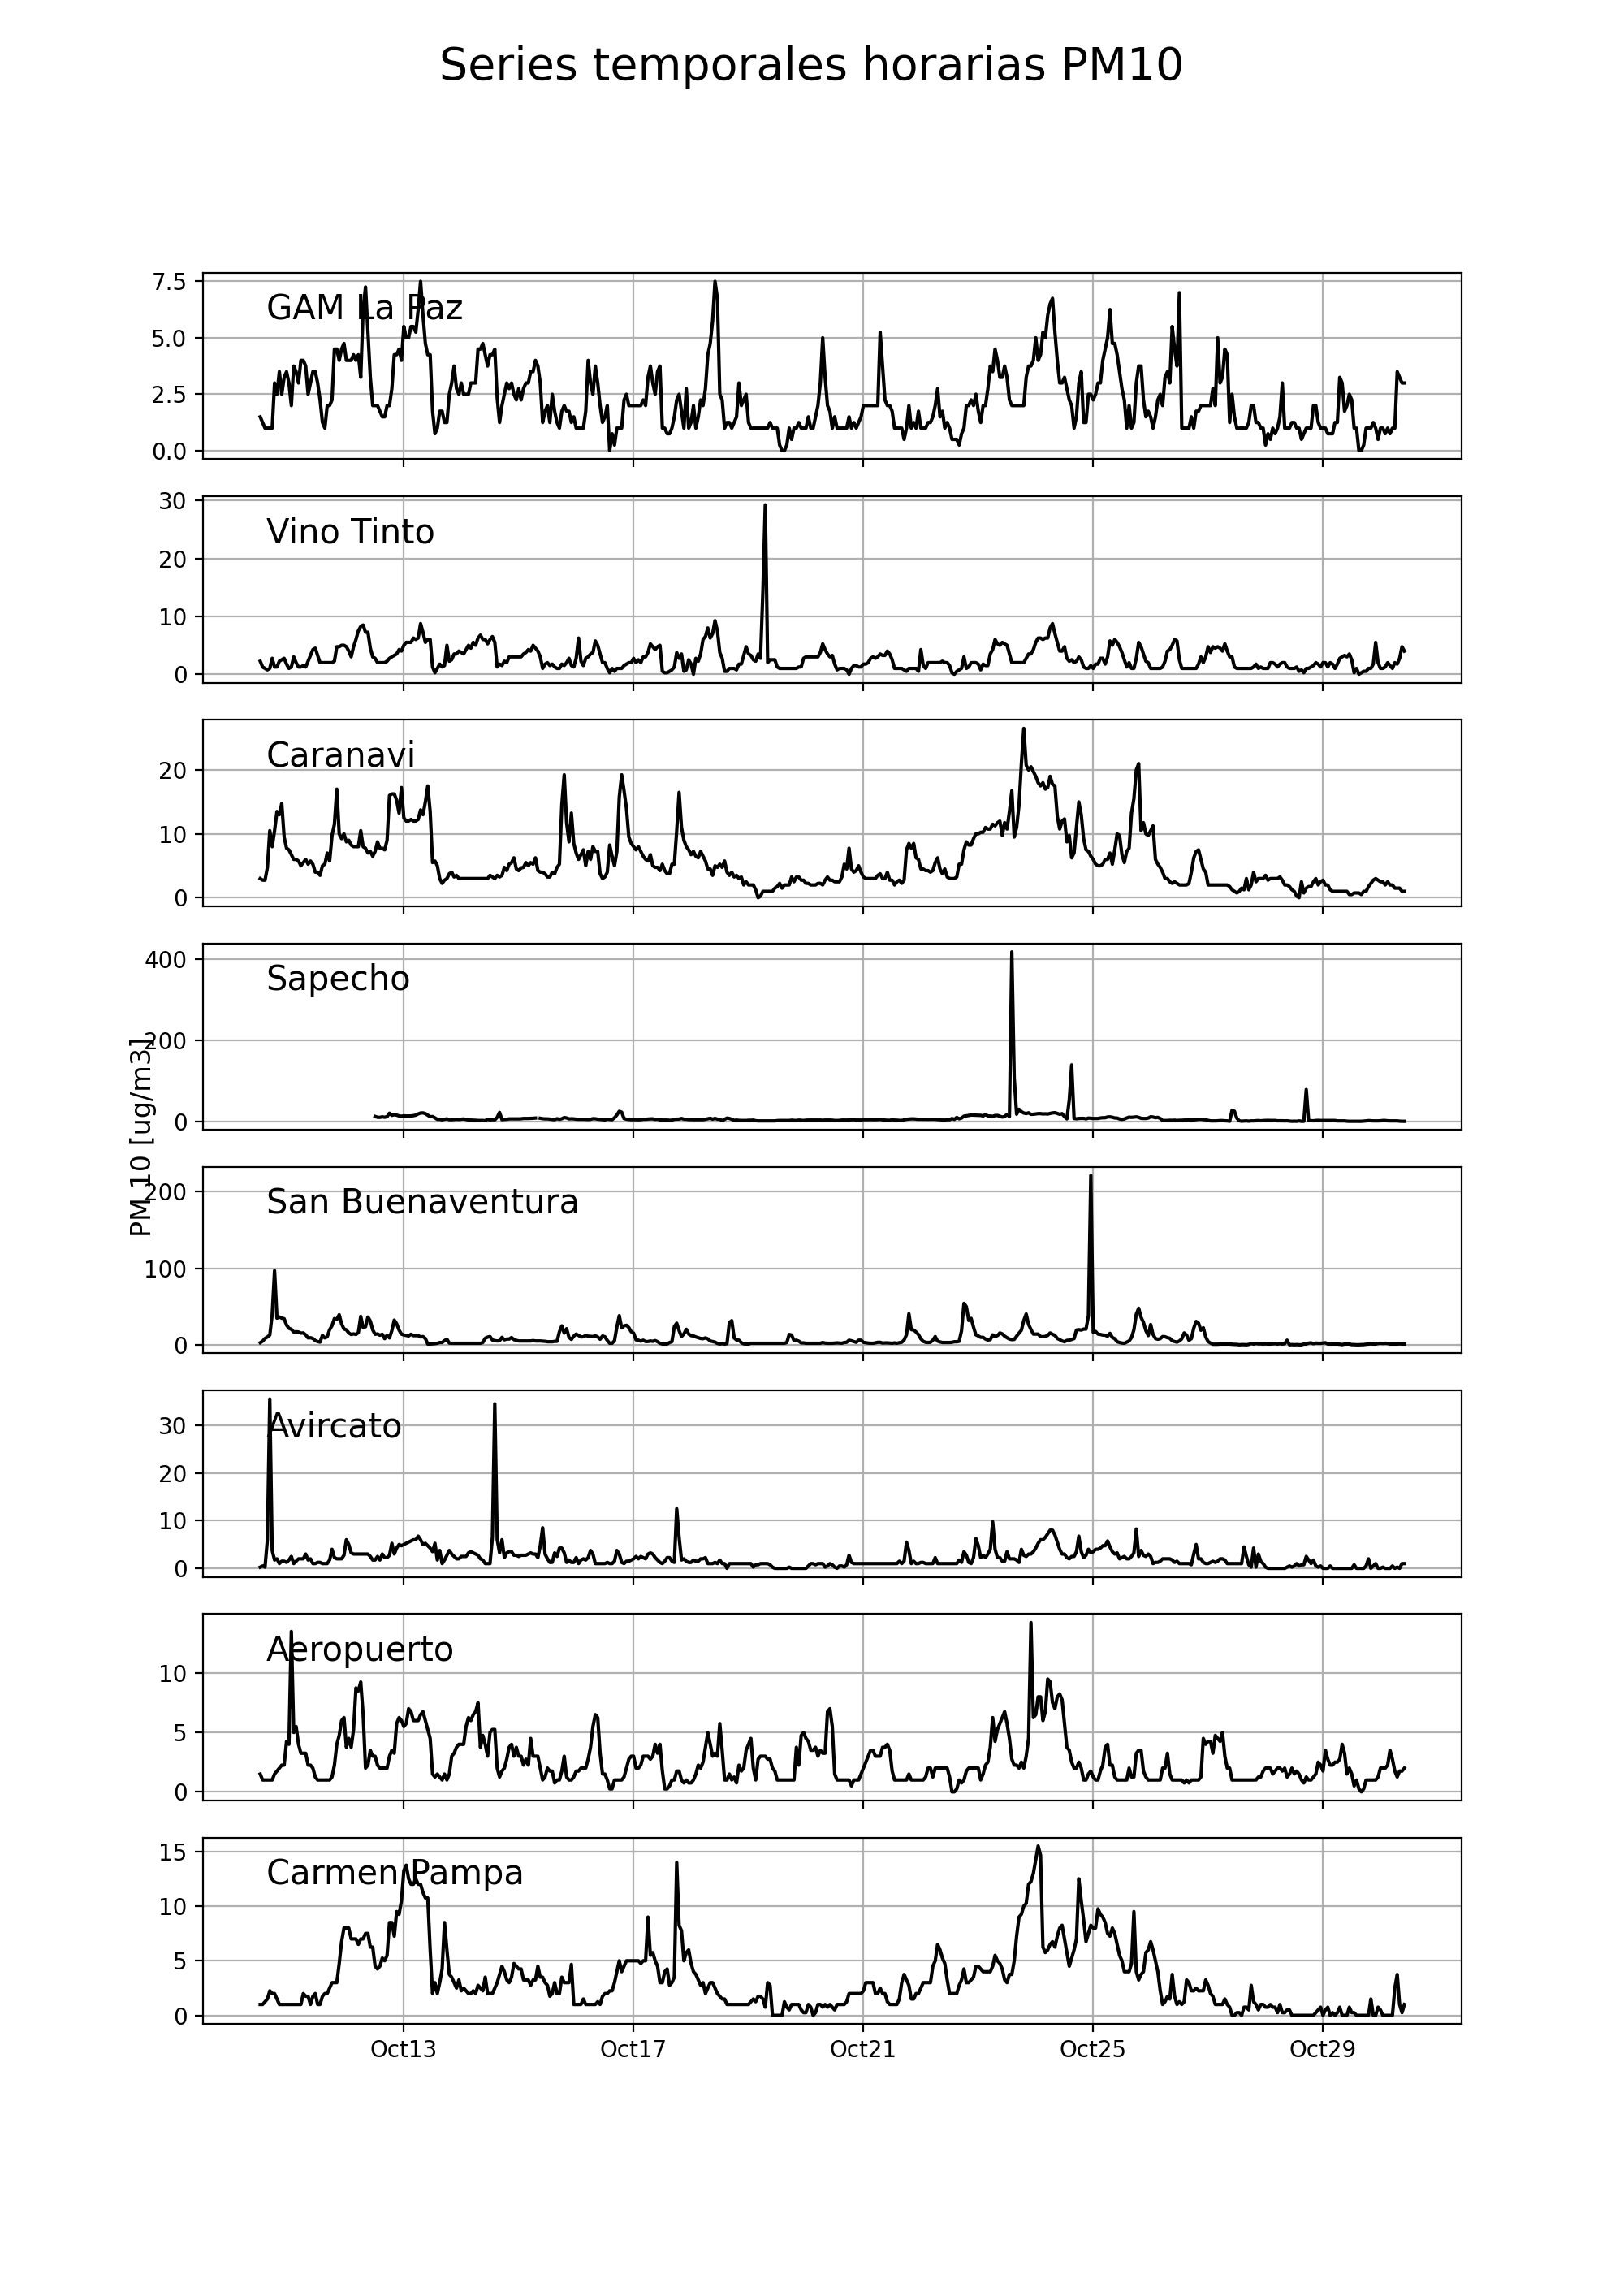 Series temporales horarias PM10
7.5
5.0
2.5
0.0
GAM La Paz
30
20
10
0
Vino Tinto
20
10
0
Caranavi
400
200
0
Sapecho
PM 10 [ug/m3]
200
100
0
San Buenaventura
30
20
10
0
Avircato
10
5
0
Aeropuerto
15
10
5
0
Carmen Pampa
Oct13 Oct17 Oct21 Oct25 Oct29